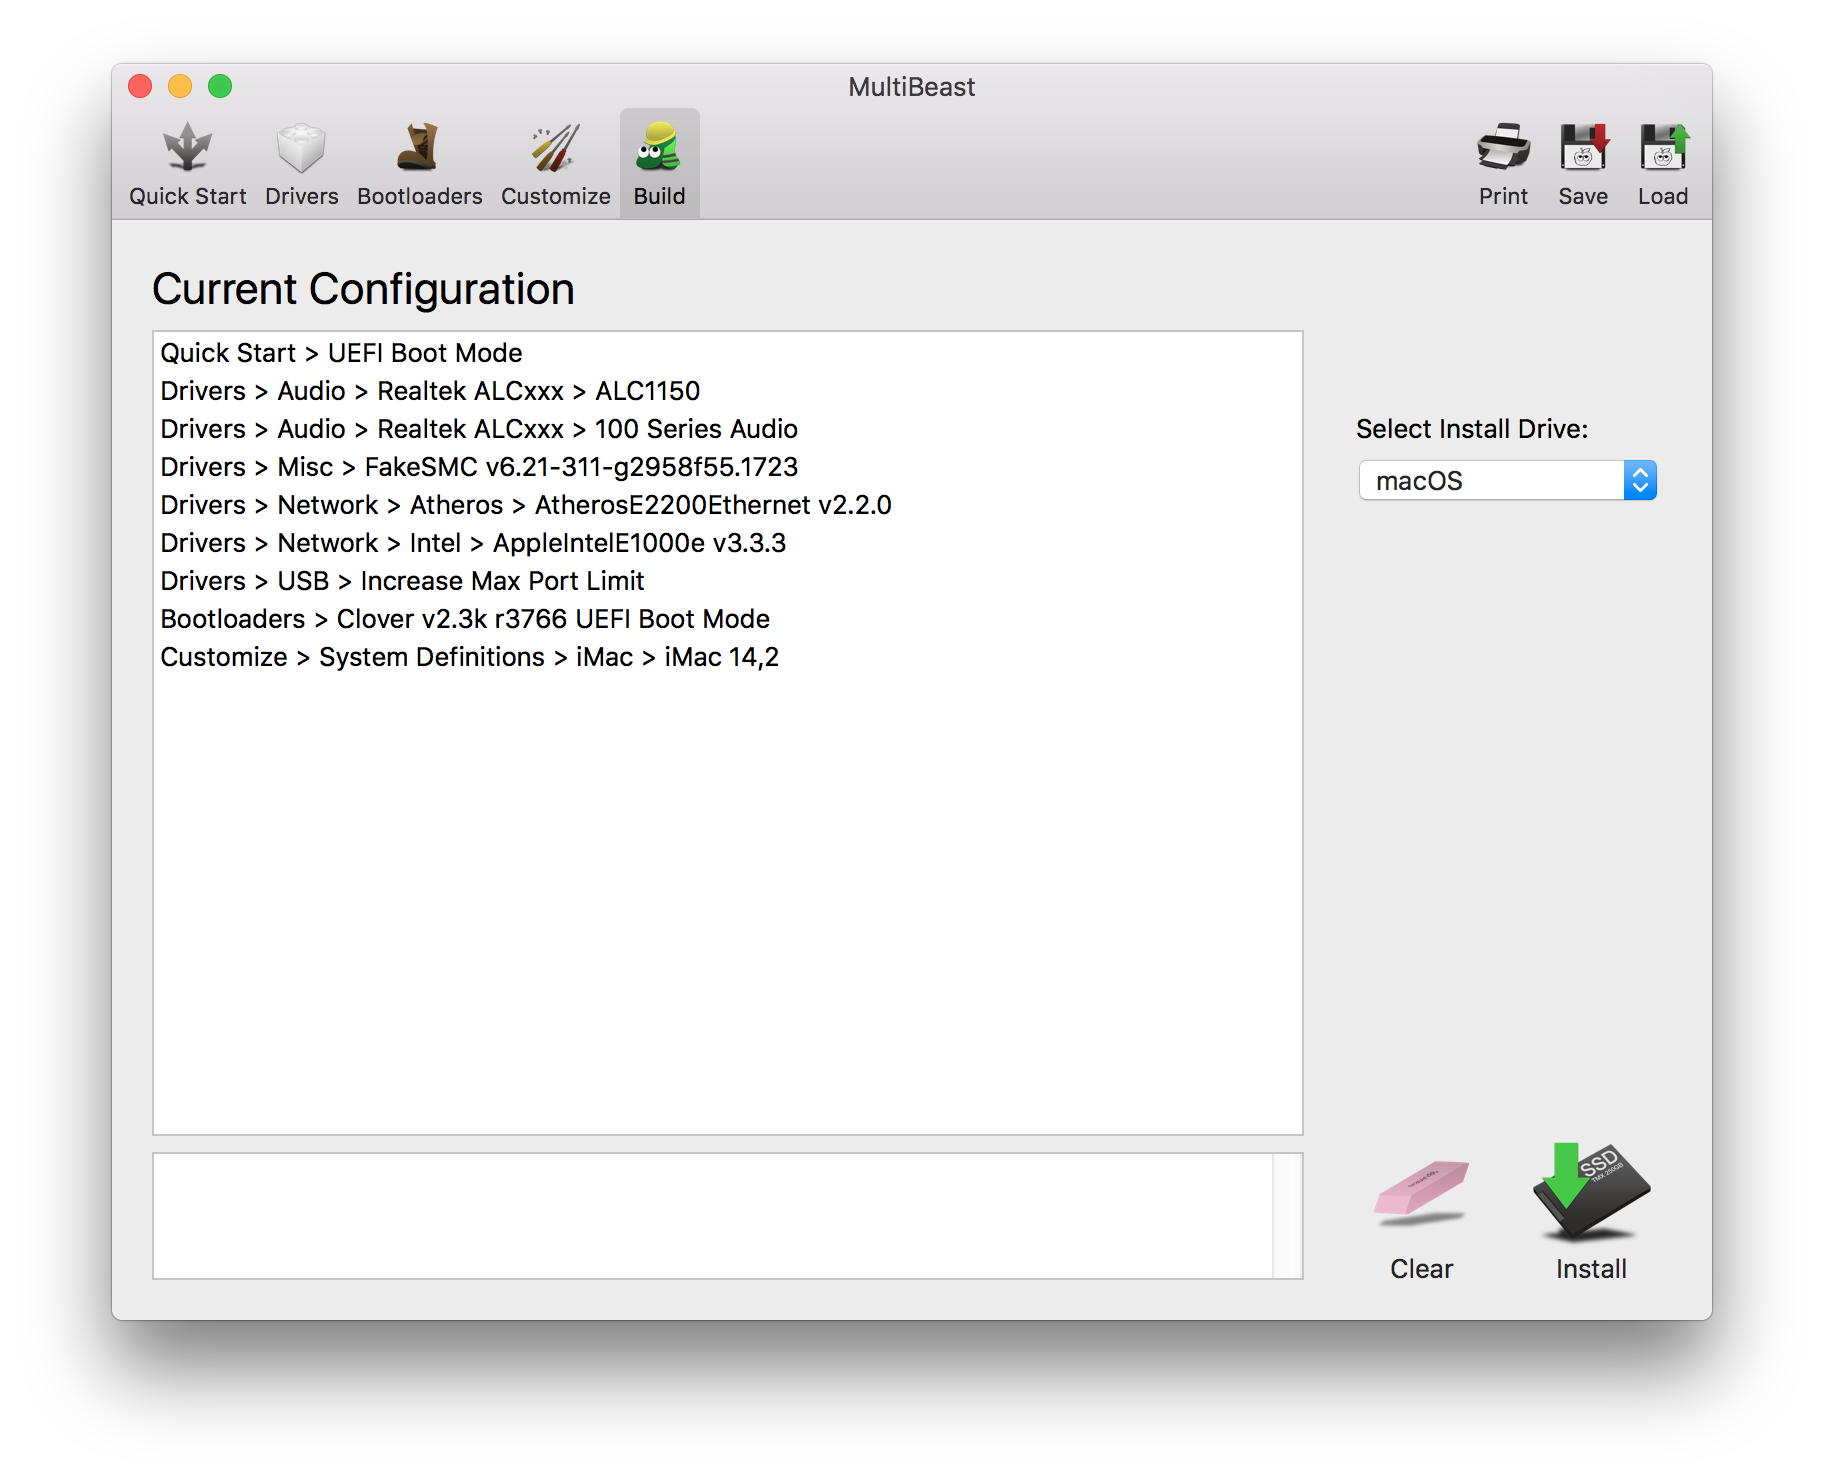 MultiBeast
Quick Start
Drivers
Bootloaders
Customize
Build
Print
Save
Load
Current Configuration
Quick Start > UEFI Boot Mode
Drivers > Audio > Realtek ALCxxx > ALC1150
Drivers > Audio > Realtek ALCxxx > 100 Series Audio
Drivers > Misc > FakeSMC v6.21-311-g2958f55.1723
Drivers > Network > Atheros > AtherosE2200Ethernet v2.2.0
Drivers > Network > Intel > AppleIntelE1000e v3.3.3
Drivers > USB > Increase Max Port Limit
Bootloaders > Clover v2.3k r3766 UEFI Boot Mode
Customize > System Definitions > iMac > iMac 14,2
Select Install Drive:
macOS
SSD
TMX 250GB
Clear
Install